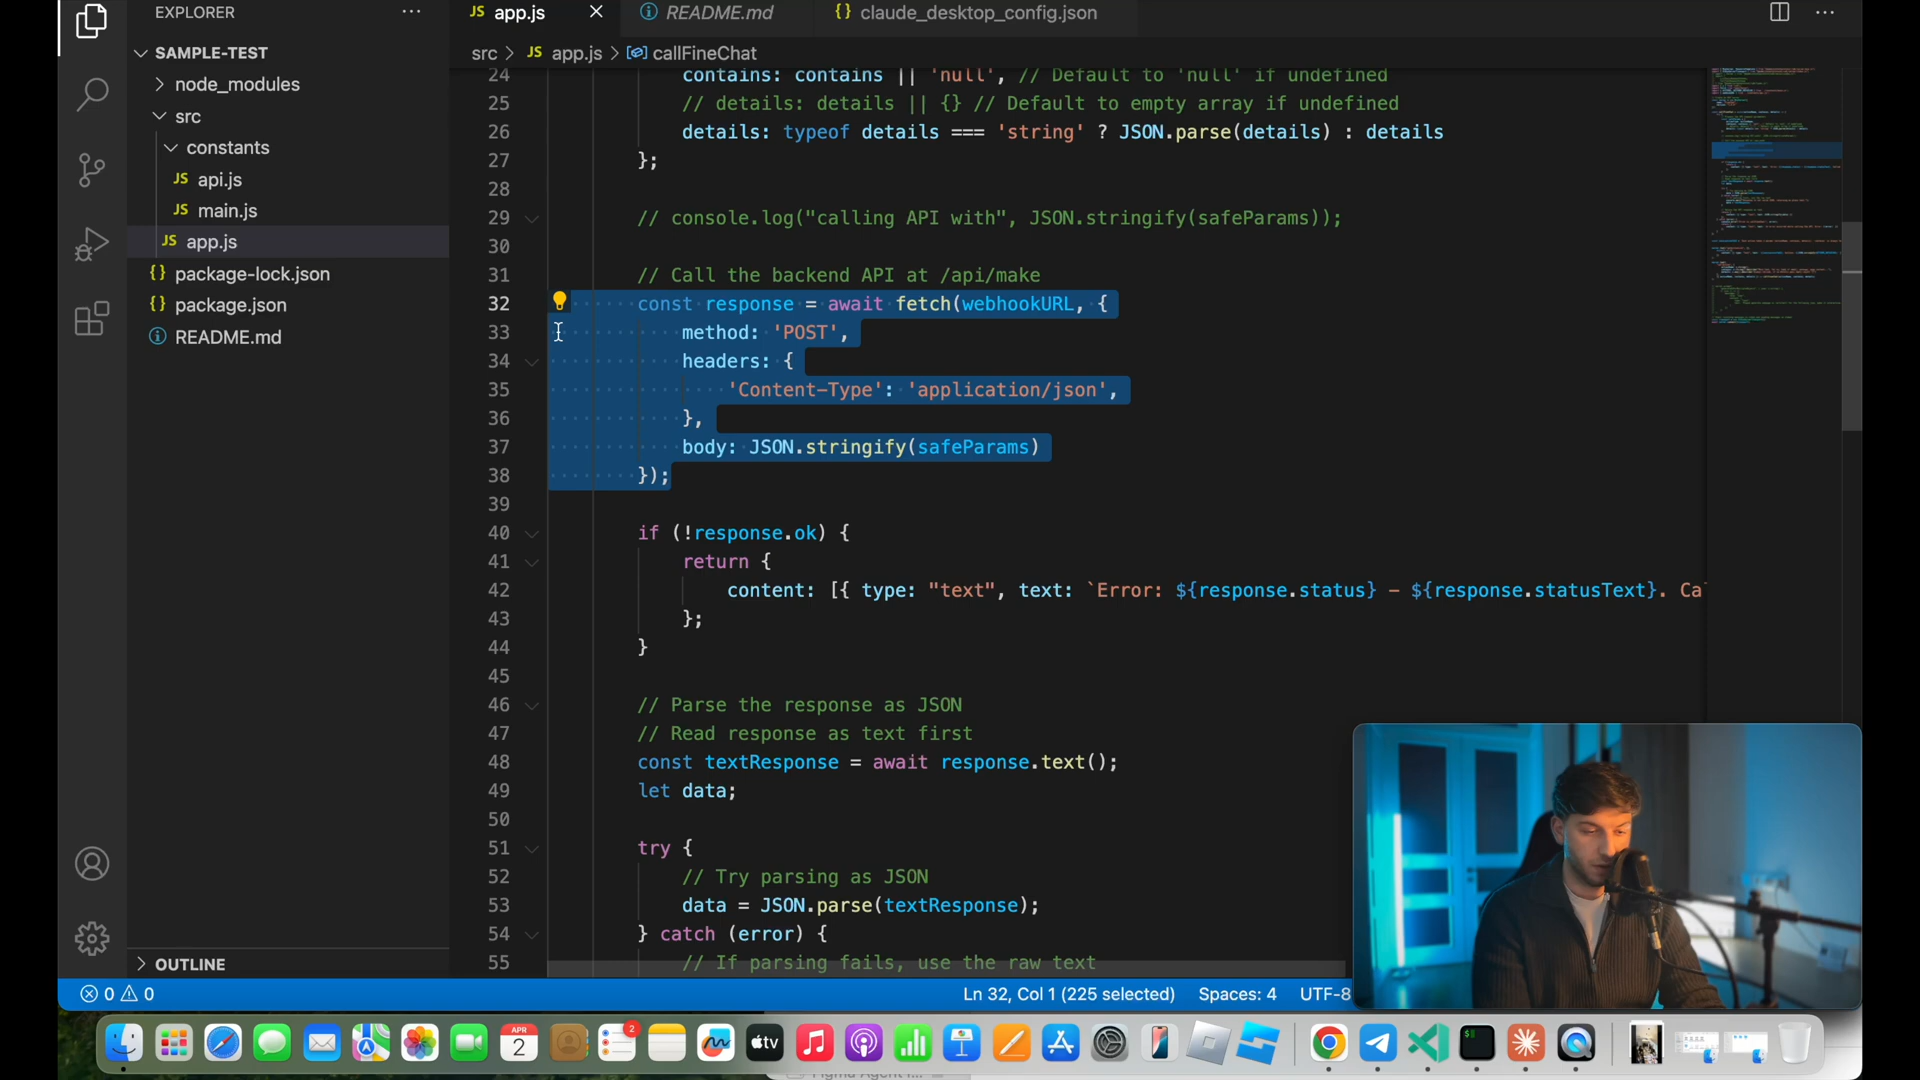 EXPLORER
SAMPLE-TEST
node_modules
src
constants
JS api.js
JS main.js
JS app.js
{} package-lock.json
{} package.json
README.md
OUTLINE
JS app.js
README.md
{} claude_desktop_config.json
src > JS app.js > callFineChat
24 contains: contains || 'null', // Default to 'null' if undefined
25 // details: details || {} // Default to empty array if undefined
26 details: typeof details === 'string' ? JSON.parse(details) : details
27 };
28
29 // console.log("calling API with", JSON.stringify(safeParams));
30
31 // Call the backend API at /api/make
32 const response = await fetch(webhookURL, {
33 method: 'POST',
34 headers: {
35 'Content-Type': 'application/json',
36 },
37 body: JSON.stringify(safeParams)
38 });
39
40 if (!response.ok) {
41 return {
42 content: [{ type: "text", text: `Error: ${response.status} – ${response.statusText}. Ca
43 };
44 }
45
46 // Parse the response as JSON
47 // Read response as text first
48 const textResponse = await response.text();
49 let data;
50
51 try {
52 // Try parsing as JSON
53 data = JSON.parse(textResponse);
54 } catch (error) {
55 // If parsing fails, use the raw text
0 0
Ln 32, Col 1 (225 selected)
Spaces: 4
UTF-8
APR
2
2
tv